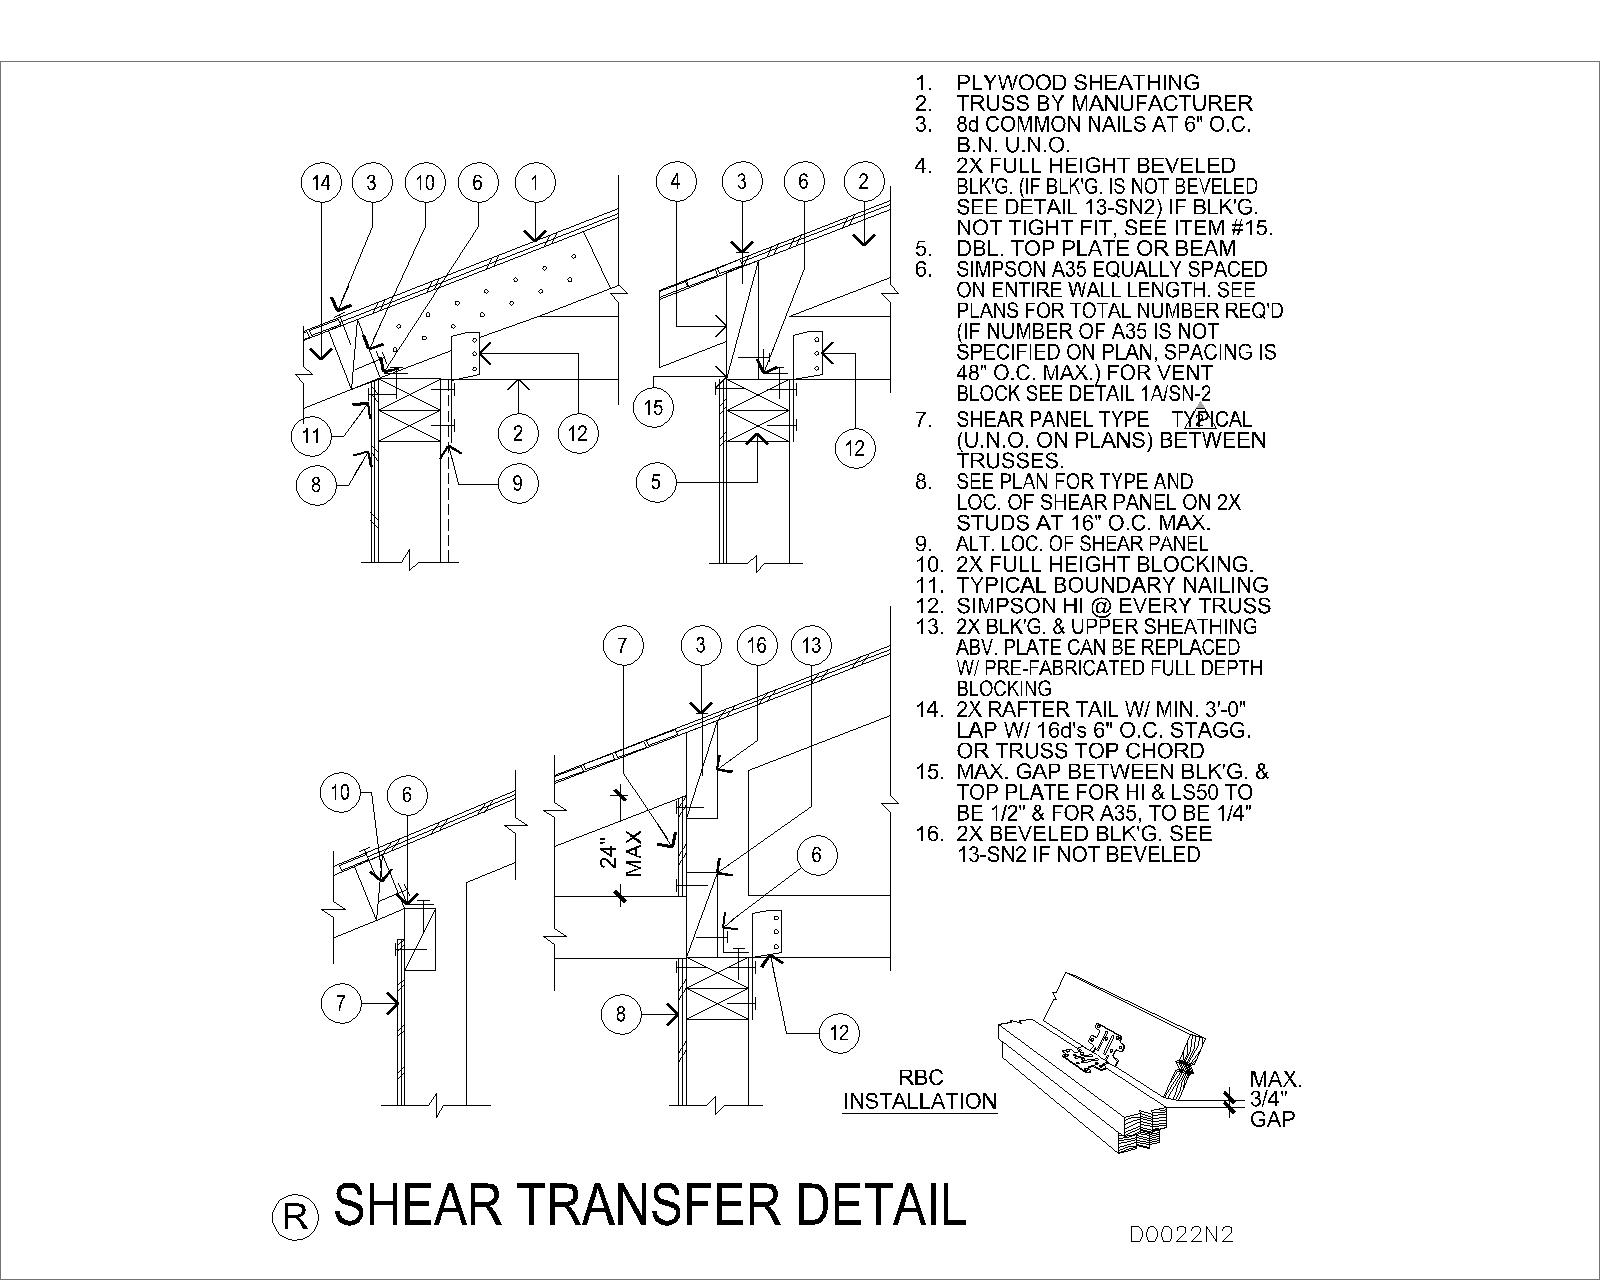 1. PLYWOOD SHEATHING
2. TRUSS BY MANUFACTURER
3. 8d COMMON NAILS AT 6" O.C.
B.N. U.N.O.
4. 2X FULL HEIGHT BEVELED
BLK'G. (IF BLK'G. IS NOT BEVELED
SEE DETAIL 13-SN2) IF BLK'G.
NOT TIGHT FIT, SEE ITEM #15.
5. DBL. TOP PLATE OR BEAM
6. SIMPSON A35 EQUALLY SPACED
ON ENTIRE WALL LENGTH. SEE
PLANS FOR TOTAL NUMBER REQ'D
(IF NUMBER OF A35 IS NOT
SPECIFIED ON PLAN, SPACING IS
48" O.C. MAX.) FOR VENT
BLOCK SEE DETAIL 1A/SN-2
7. SHEAR PANEL TYPE TYPICAL
(U.N.O. ON PLANS) BETWEEN
TRUSSES.
8. SEE PLAN FOR TYPE AND
LOC. OF SHEAR PANEL ON 2X
STUDS AT 16" O.C. MAX.
9. ALT. LOC. OF SHEAR PANEL
10. 2X FULL HEIGHT BLOCKING.
11. TYPICAL BOUNDARY NAILING
12. SIMPSON HI @ EVERY TRUSS
13. 2X BLK'G. & UPPER SHEATHING
ABV. PLATE CAN BE REPLACED
W/ PRE-FABRICATED FULL DEPTH
BLOCKING
14. 2X RAFTER TAIL W/ MIN. 3'-0"
LAP W/ 16d's 6" O.C. STAGG.
OR TRUSS TOP CHORD
15. MAX. GAP BETWEEN BLK'G. &
TOP PLATE FOR HI & LS50 TO
BE 1/2" & FOR A35, TO BE 1/4"
16. 2X BEVELED BLK'G. SEE
13-SN2 IF NOT BEVELED
14 3 10 6 1
11 2 12
8 9
4 3 6 2
15
12
5
7 3 16 13
24"
MAX
6
8
12
10 6
7
RBC
INSTALLATION
MAX.
3/4"
GAP
R SHEAR TRANSFER DETAIL
D0022N2